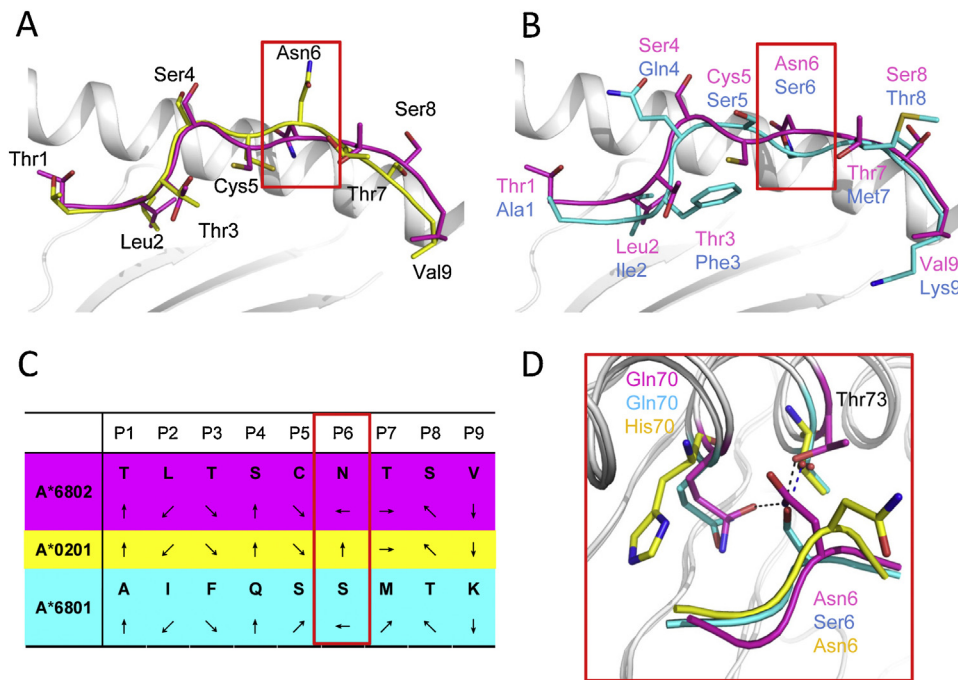 A
Thr1
Ser4
Asn6
Ser8
Leu2
Thr3
Cys5
Thr7
Val9
B
Ser4
Gln4
Cys5
Ser5
Asn6
Ser6
Ser8
Thr8
Thr1
Ala1
Leu2
Ile2
Thr3
Phe3
Thr7
Met7
Val9
Lys9
C
P1 P2 P3 P4 P5 P6 P7 P8 P9
A*6802 T L T S C N T S V
↑ ↙ ↘ ↑ ↘ ← → ↖ ↓
A*0201 ↑ ↙ ↘ ↑ ↘ ↑ → ↖ ↓
A*6801 A I F Q S S M T K
↑ ↙ ↘ ↑ ↗ ← ↗ ↖ ↓
D
Gln70
Gln70
His70
Thr73
Asn6
Ser6
Asn6